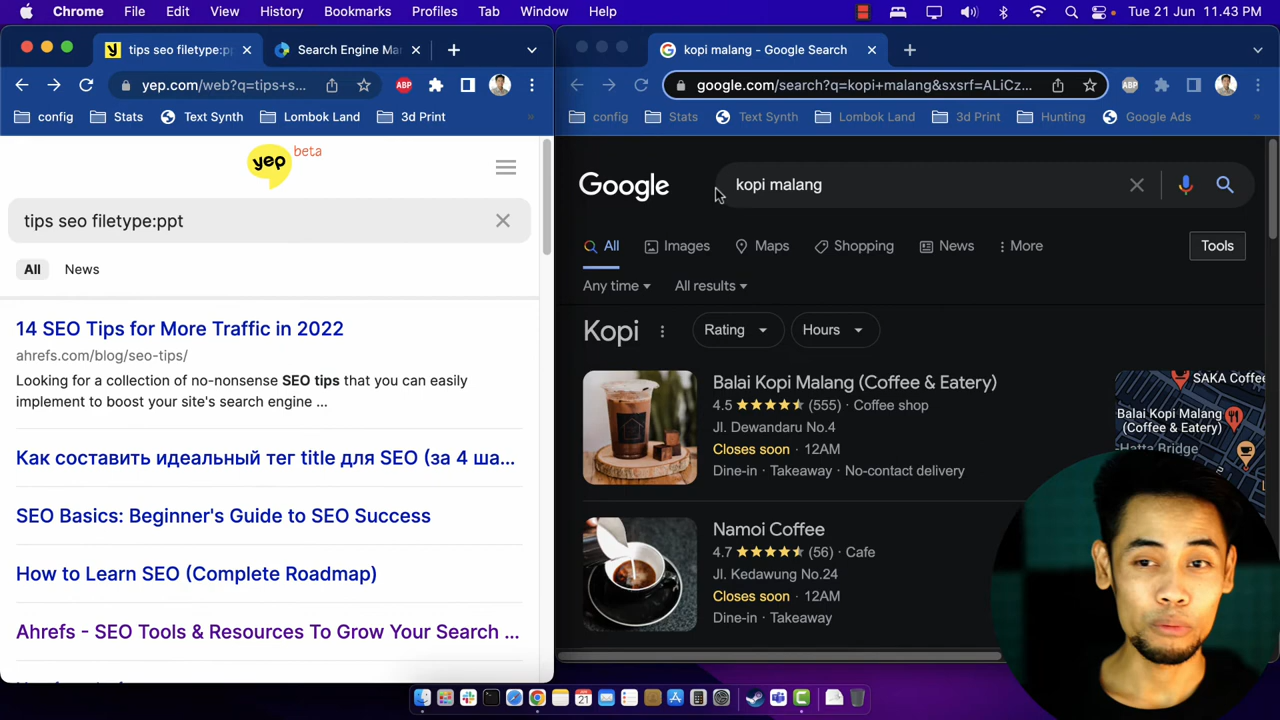 Chrome File Edit View History Bookmarks Profiles Tab Window Help Tue 21 Jun 11.43 PM
tips seo filetype:pp
Search Engine Ma
yep.com/web?q=tips+s...
ABP
config Stats Text Synth Lombok Land 3d Print »
yep beta
tips seo filetype:ppt
All News
14 SEO Tips for More Traffic in 2022
ahrefs.com/blog/seo-tips/
Looking for a collection of no-nonsense SEO tips that you can easily
implement to boost your site's search engine ...
Как составить идеальный тег title для SEO (за 4 ша...
SEO Basics: Beginner's Guide to SEO Success
How to Learn SEO (Complete Roadmap)
Ahrefs - SEO Tools & Resources To Grow Your Search ...
kopi malang - Google Search
google.com/search?q=kopi+malang&sxsrf=ALiCz...
ABP
config Stats Text Synth Lombok Land 3d Print Hunting Google Ads »
Google
kopi malang
All Images Maps Shopping News More Tools
Any time All results
Kopi Rating Hours
Balai Kopi Malang (Coffee & Eatery)
4.5 (555) · Coffee shop
Jl. Dewandaru No.4
Closes soon · 12AM
Dine-in · Takeaway · No-contact delivery
Namoi Coffee
4.7 (56) · Cafe
Jl. Kedawung No.24
Closes soon · 12AM
Dine-in · Takeaway
SAKA Coffee
Balai Kopi Malang
(Coffee & Eatery)
Hatta Bridge